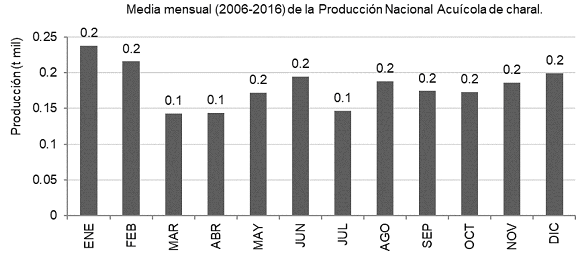 Media mensual (2006-2016) de la Producción Nacional Acuícola de charal.
Producción (t mil)
0.25
0.2
0.15
0.1
0.05
0
0.2 0.2 0.1 0.1 0.2 0.2 0.1 0.2 0.2 0.2 0.2 0.2
ENE FEB MAR ABR MAY JUN JUL AGO SEP OCT NOV DIC